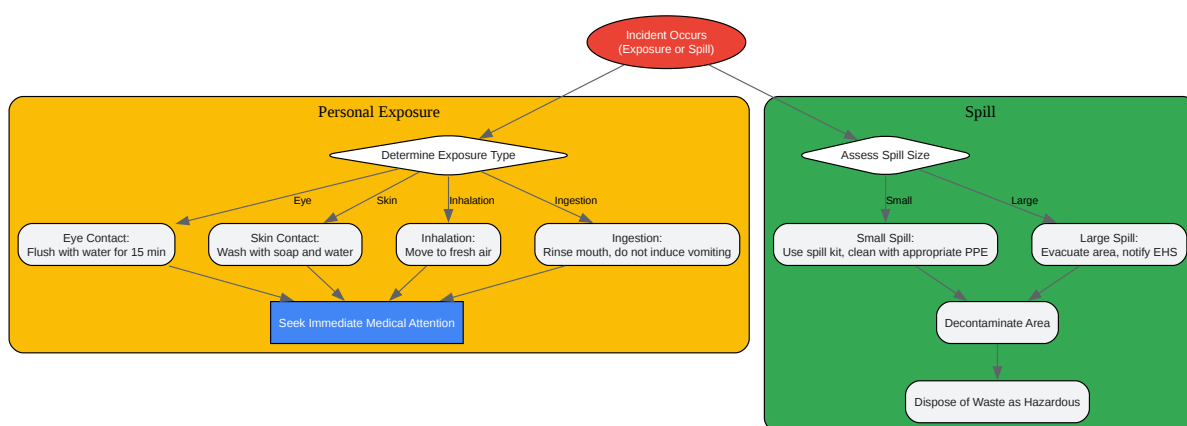 Incident Occurs
(Exposure or Spill)
Personal Exposure
Spill
Determine Exposure Type
Assess Spill Size
Eye
Skin
Inhalation
Ingestion
Small
Large
Eye Contact:
Flush with water for 15 min
Skin Contact:
Wash with soap and water
Inhalation:
Move to fresh air
Ingestion:
Rinse mouth, do not induce vomiting
Small Spill:
Use spill kit, clean with appropriate PPE
Large Spill:
Evacuate area, notify EHS
Seek Immediate Medical Attention
Decontaminate Area
Dispose of Waste as Hazardous